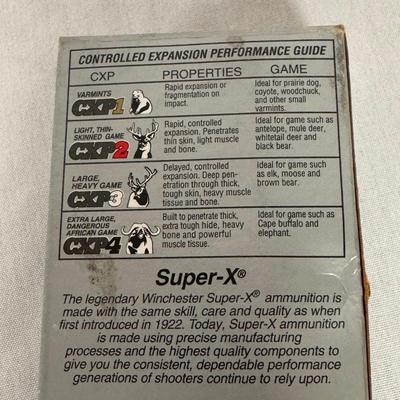 CONTROLLED EXPANSION PERFORMANCE GUIDE
CXP PROPERTIES GAME
VARMINTS
CXP1
Rapid expansion or
fragmentation on
impact.
Ideal for prairie dog,
coyote, woodchuck,
and other small
varmints.
LIGHT, THIN-
SKINNED GAME
CXP2
Rapid, controlled
expansion. Penetrates
thin skin, light muscle
and bone.
Ideal for game such as
antelope, mule deer,
whitetail deer and
black bear.
LARGE,
HEAVY GAME
CXP3
Delayed, controlled
expansion. Deep pen-
etration through thick,
tough skin, heavy muscle
tissue and bone.
Ideal for game such
as elk, moose and
brown bear.
EXTRA LARGE,
DANGEROUS
AFRICAN GAME
CXP4
Built to penetrate thick,
extra tough hide, heavy
bone and powerful
muscle tissue.
Ideal for game such as
Cape buffalo and
elephant.
Super-X®
The legendary Winchester Super-X® ammunition is
made with the same skill, care and quality as when
first introduced in 1922. Today, Super-X ammunition
is made using precise manufacturing
processes and the highest quality components to
give you the consistent, dependable performance
generations of shooters continue to rely upon.